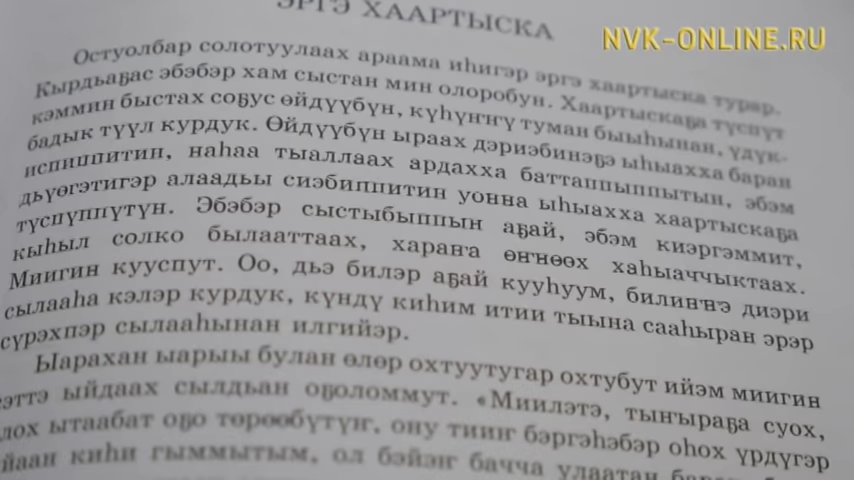 ЭРГЭ ХААРТЫСКА
NVK-ONLINE.RU
Остуолбар солотуулаах араама иһигэр эргэ хаартыска турар.
Кырдьаҕас эбэбэр хам сыстан мин олоробун. Хаартыскаҕа түспүт
кэммин быстах соҕус өйдүүбүн, күһүҥҥү туман быыһынан, үдүк-
бадык түүл курдук. Өйдүүбүн ыраах дэриэбинэҕэ ыһыахха баран
испиппитин, наһаа тыаллаах ардахха баттаппыппытын, эбэм
дьүөгэтигэр алаадьы сиэбиппитин уонна ыһыахха хаартыскаҕа
түспүппүтүн. Эбэбэр сыстыбыппын аҕай, эбэм киэргэммит,
кыһыл солко былааттаах, хараҥа өҥнөөх хаһыаччыктаах.
Миигин кууспут. Оо, дьэ билэр аҕай кууһуум, билиҥҥэ диэри
сылааһа кэлэр курдук, күндү киһим итии тыына сааһыран эрэр
сүрэхпэр сылааһынан илгийэр.
Ыарахан ыарыы булан өлөр охтуутугар охтубут ийэм миигин
ыйдаах сылдьан оҕоломмут. «Миилэтэ, тыҥыраҕа суох,
ытаабат оҕо төрөөбүтүҥ, ону тииҥ бэргэһэбэр оһох үрдүгэр
киһи гыммытым, ол бэйэҥ бачча улаатан